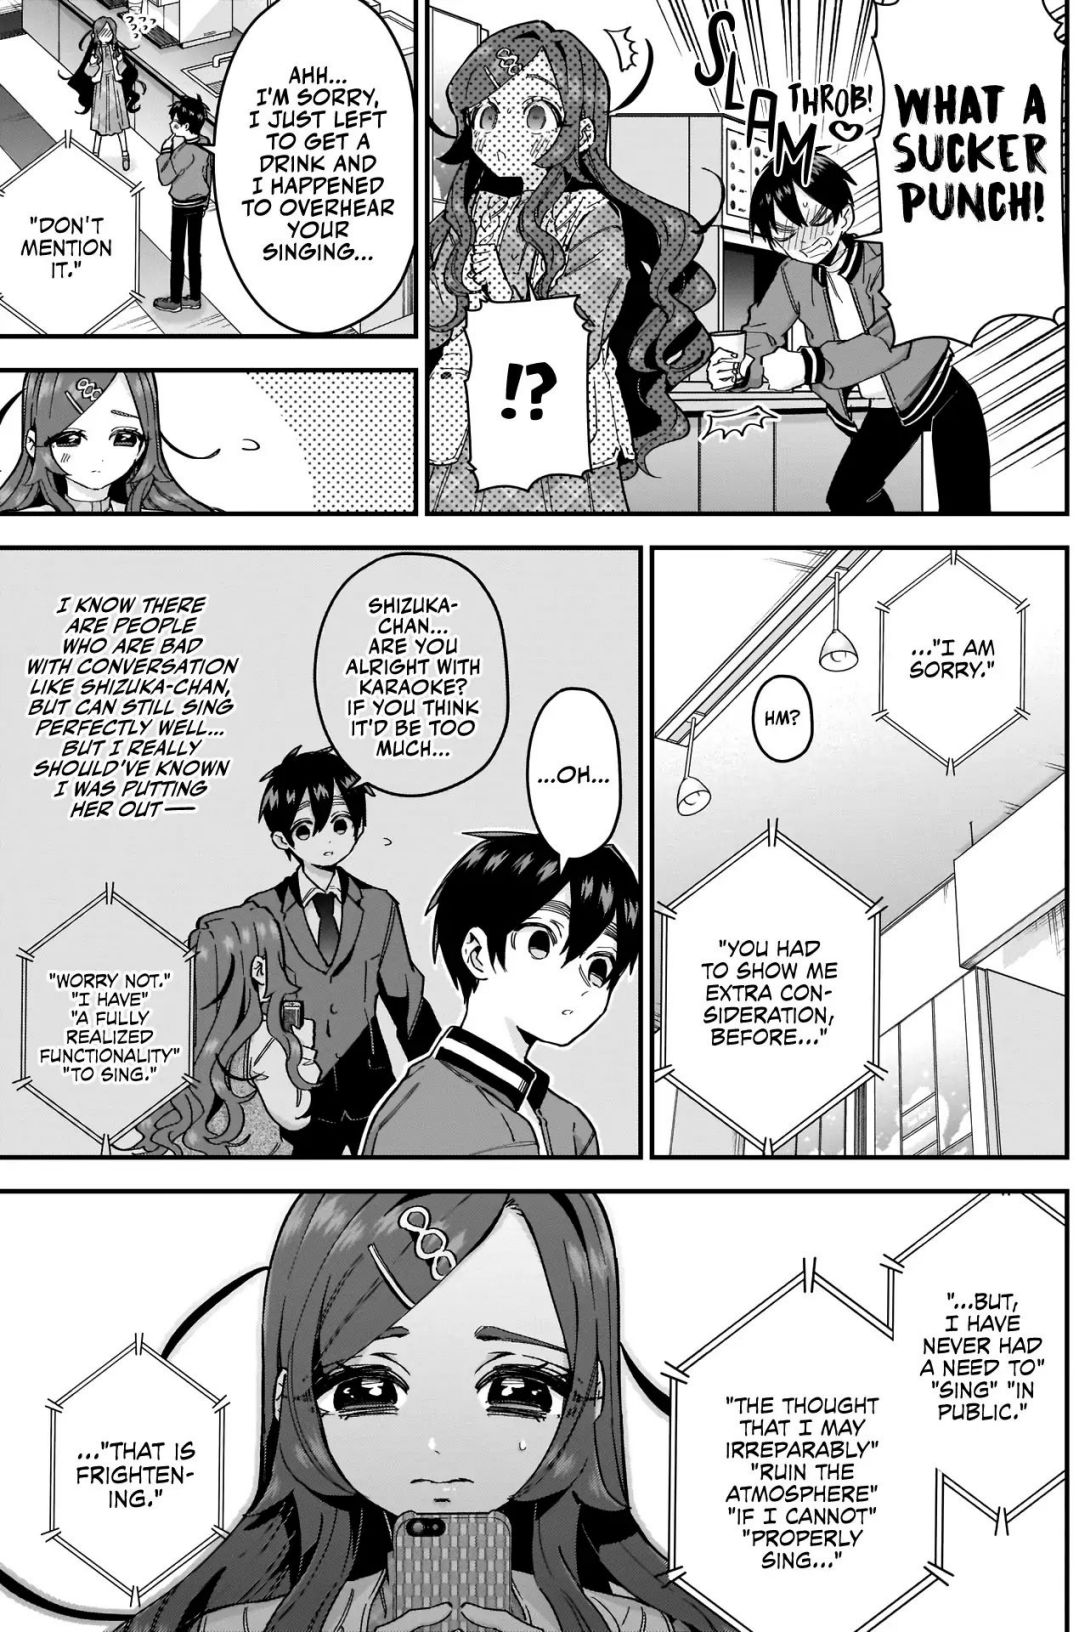 WHAT A
SUCKER
PUNCH!
THROB!
SLAM-
!?
AHH...
I'M SORRY,
I JUST LEFT
TO GET A
DRINK AND
I HAPPENED
TO OVERHEAR
YOUR
SINGING...
"DON'T
MENTION
IT."
..."I AM
SORRY."
HM?
"YOU HAD
TO SHOW ME
EXTRA CON-
SIDERATION,
BEFORE..."
...OH...
SHIZUKA-
CHAN...
ARE YOU
ALRIGHT WITH
KARAOKE?
IF YOU THINK
IT'D BE TOO
MUCH...
I KNOW THERE
ARE PEOPLE
WHO ARE BAD
WITH CONVERSATION
LIKE SHIZUKA-CHAN,
BUT CAN STILL SING
PERFECTLY WELL...
BUT I REALLY
SHOULD'VE KNOWN
I WAS PUTTING
HER OUT—
"WORRY NOT."
"I HAVE"
"A FULLY
REALIZED
FUNCTIONALITY"
"TO SING."
"...BUT,
I HAVE
NEVER HAD
A NEED TO"
"SING" "IN
PUBLIC."
"THE THOUGHT
THAT I MAY
IRREPARABLY"
"RUIN THE
ATMOSPHERE"
"IF I CANNOT"
"PROPERLY
SING..."
..."THAT IS
FRIGHTEN-
ING."